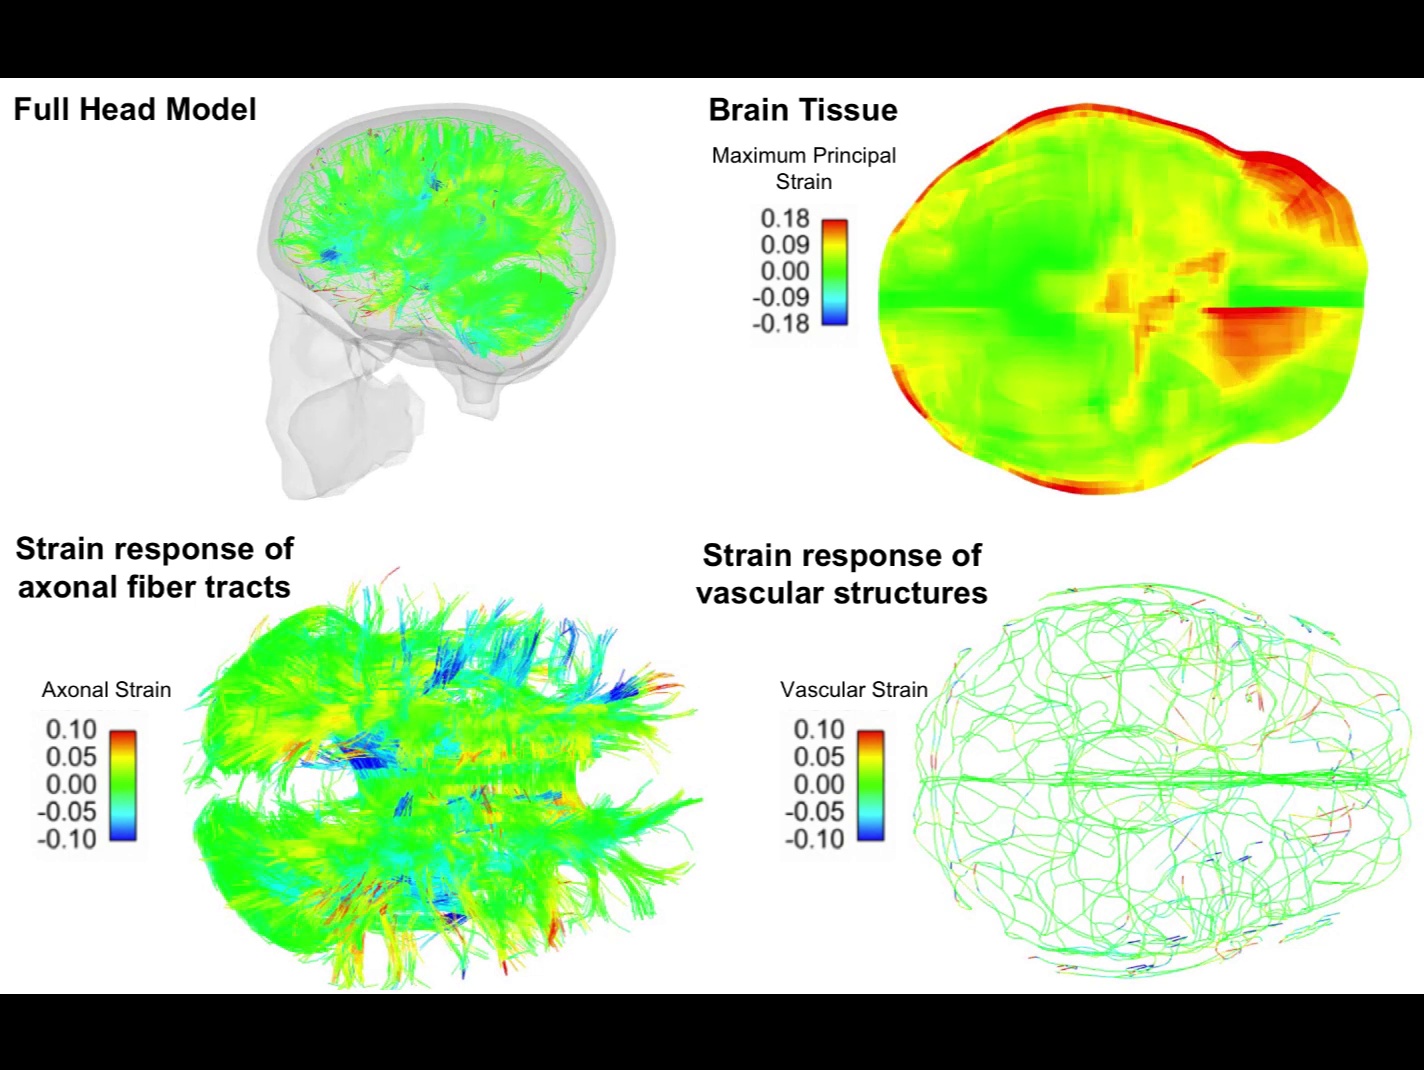 Full Head Model
Brain Tissue
Maximum Principal
Strain
0.18
0.09
0.00
-0.09
-0.18
Strain response of
axonal fiber tracts
Axonal Strain
0.10
0.05
0.00
-0.05
-0.10
Strain response of
vascular structures
Vascular Strain
0.10
0.05
0.00
-0.05
-0.10